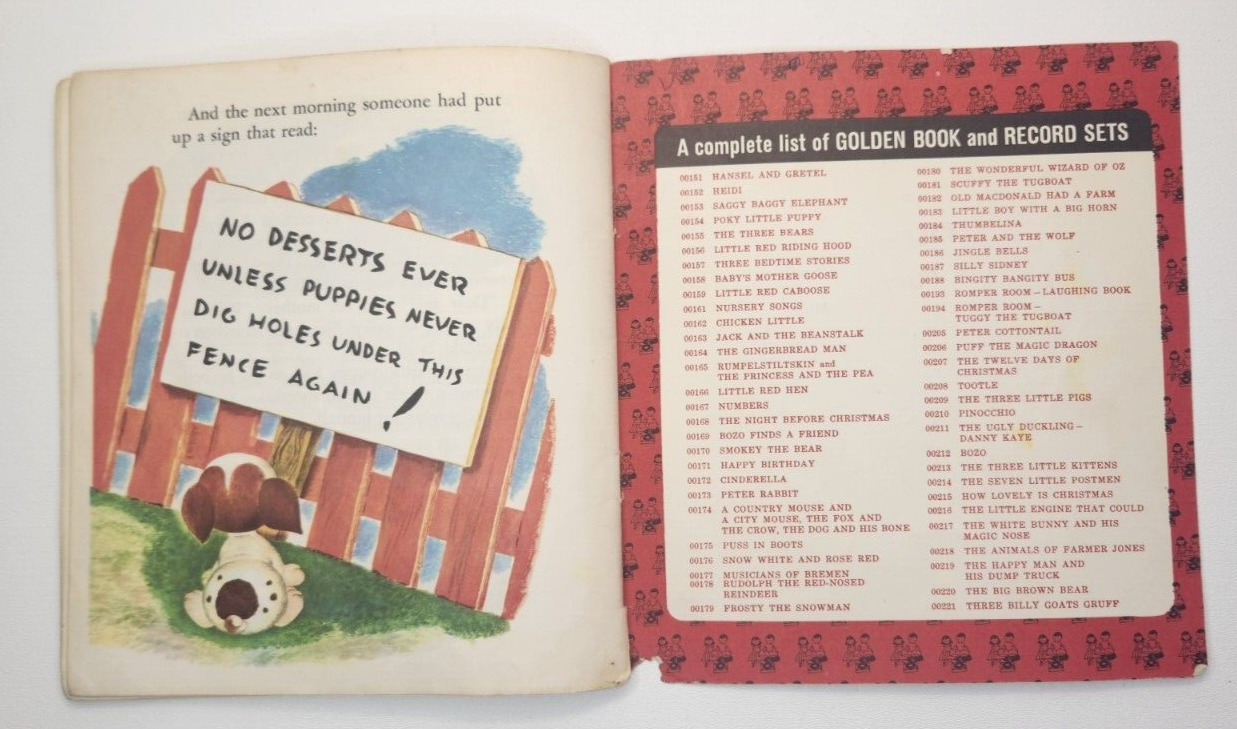 And the next morning someone had put
up a sign that read:
NO DESSERTS EVER
UNLESS PUPPIES NEVER
DIG HOLES UNDER THIS
FENCE AGAIN!
A complete list of GOLDEN BOOK and RECORD SETS
00151 HANSEL AND GRETEL
00152 HEIDI
00153 SAGGY BAGGY ELEPHANT
00154 POKY LITTLE PUPPY
00155 THE THREE BEARS
00156 LITTLE RED RIDING HOOD
00157 THREE BEDTIME STORIES
00158 BABY'S MOTHER GOOSE
00159 LITTLE RED CABOOSE
00161 NURSERY SONGS
00162 CHICKEN LITTLE
00163 JACK AND THE BEANSTALK
00164 THE GINGERBREAD MAN
00165 RUMPELSTILTSKIN and
THE PRINCESS AND THE PEA
00166 LITTLE RED HEN
00167 NUMBERS
00168 THE NIGHT BEFORE CHRISTMAS
00169 BOZO FINDS A FRIEND
00170 SMOKEY THE BEAR
00171 HAPPY BIRTHDAY
00172 CINDERELLA
00173 PETER RABBIT
00174 A COUNTRY MOUSE AND
A CITY MOUSE, THE FOX AND
THE CROW, THE DOG AND HIS BONE
00175 PUSS IN BOOTS
00176 SNOW WHITE AND ROSE RED
00177 MUSICIANS OF BREMEN
00178 RUDOLPH THE RED-NOSED
REINDEER
00179 FROSTY THE SNOWMAN
00180 THE WONDERFUL WIZARD OF OZ
00181 SCUFFY THE TUGBOAT
00182 OLD MACDONALD HAD A FARM
00183 LITTLE BOY WITH A BIG HORN
00184 THUMBELINA
00185 PETER AND THE WOLF
00186 JINGLE BELLS
00187 SILLY SIDNEY
00188 BINGITY BANGITY BUS
00193 ROMPER ROOM – LAUGHING BOOK
00194 ROMPER ROOM –
TUGGY THE TUGBOAT
00205 PETER COTTONTAIL
00206 PUFF THE MAGIC DRAGON
00207 THE TWELVE DAYS OF
CHRISTMAS
00208 TOOTLE
00209 THE THREE LITTLE PIGS
00210 PINOCCHIO
00211 THE UGLY DUCKLING –
DANNY KAYE
00212 BOZO
00213 THE THREE LITTLE KITTENS
00214 THE SEVEN LITTLE POSTMEN
00215 HOW LOVELY IS CHRISTMAS
00216 THE LITTLE ENGINE THAT COULD
00217 THE WHITE BUNNY AND HIS
MAGIC NOSE
00218 THE ANIMALS OF FARMER JONES
00219 THE HAPPY MAN AND
HIS DUMP TRUCK
00220 THE BIG BROWN BEAR
00221 THREE BILLY GOATS GRUFF